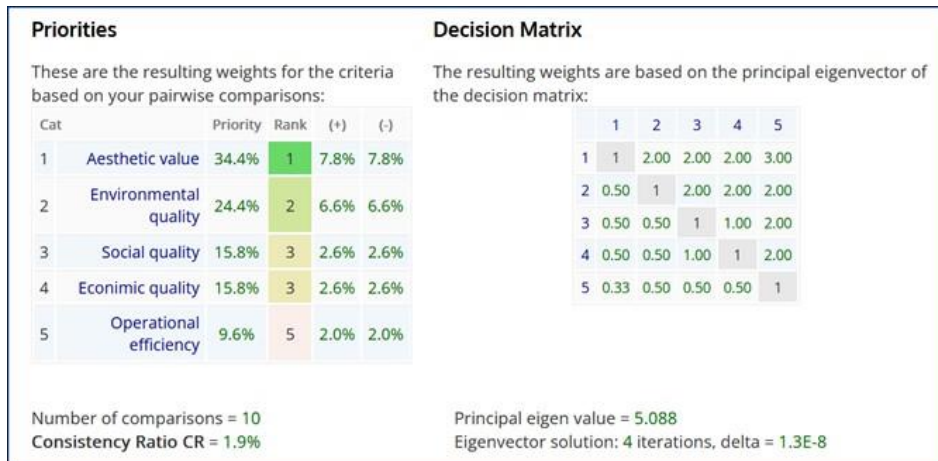 Priorities
These are the resulting weights for the criteria
based on your pairwise comparisons:
Cat Priority Rank (+) (-)
1 Aesthetic value 34.4% 1 7.8% 7.8%
2 Environmental quality 24.4% 2 6.6% 6.6%
3 Social quality 15.8% 3 2.6% 2.6%
4 Econimic quality 15.8% 3 2.6% 2.6%
5 Operational efficiency 9.6% 5 2.0% 2.0%
Number of comparisons = 10
Consistency Ratio CR = 1.9%
Decision Matrix
The resulting weights are based on the principal eigenvector of
the decision matrix:
1 2 3 4 5
1 1 2.00 2.00 2.00 3.00
2 0.50 1 2.00 2.00 2.00
3 0.50 0.50 1 1.00 2.00
4 0.50 0.50 1.00 1 2.00
5 0.33 0.50 0.50 0.50 1
Principal eigen value = 5.088
Eigenvector solution: 4 iterations, delta = 1.3E-8